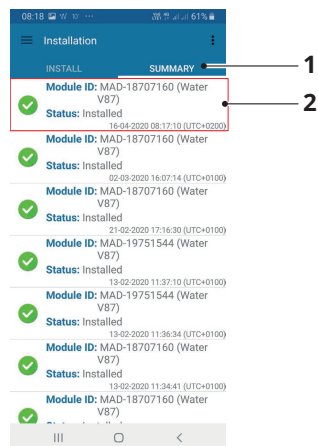 08:18 61%
Installation
INSTALL SUMMARY
1
Module ID: MAD-18707160 (Water
V87)
2
Status: Installed
16-04-2020 08:17:10 (UTC+0200)
Module ID: MAD-18707160 (Water
V87)
Status: Installed
02-03-2020 16:07:14 (UTC+0100)
Module ID: MAD-18707160 (Water
V87)
Status: Installed
21-02-2020 17:16:30 (UTC+0100)
Module ID: MAD-19751544 (Water
V87)
Status: Installed
13-02-2020 11:37:10 (UTC+0100)
Module ID: MAD-19751544 (Water
V87)
Status: Installed
13-02-2020 11:36:34 (UTC+0100)
Module ID: MAD-18707160 (Water
V87)
Status: Installed
13-02-2020 11:34:41 (UTC+0100)
Module ID: MAD-18707160 (Water
V87)